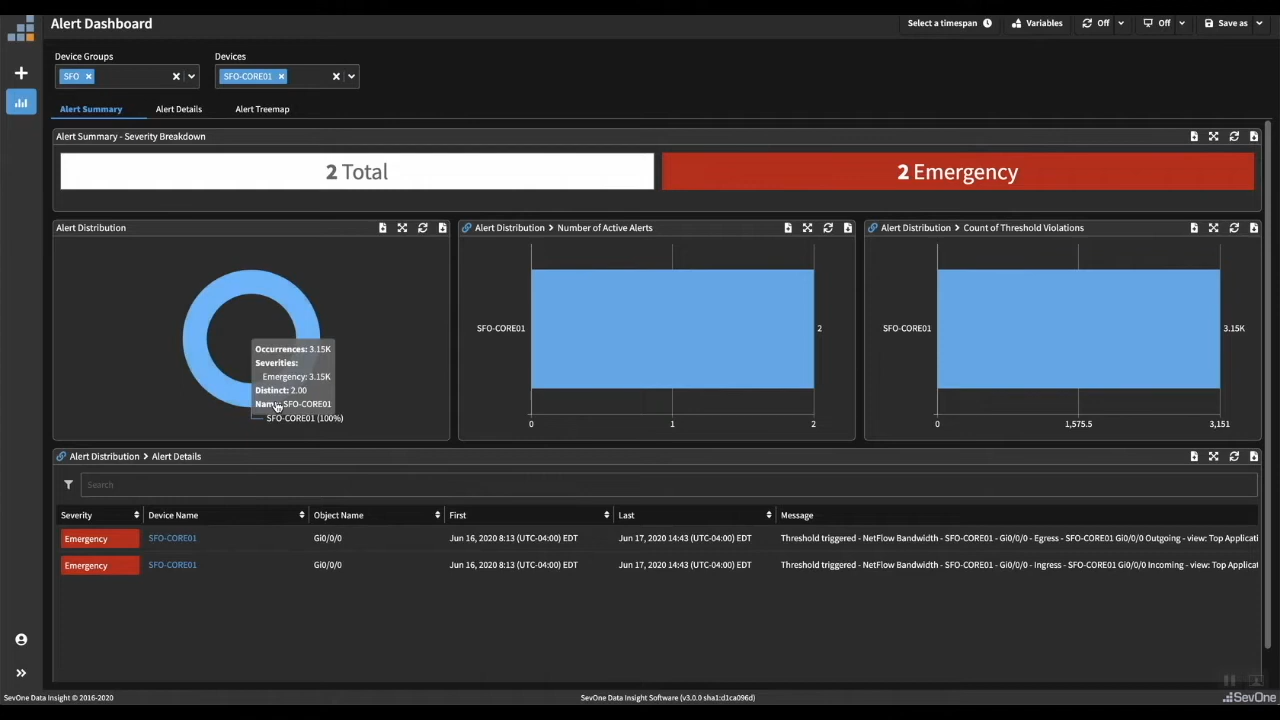 Alert Dashboard
Select a timespan
Variables
Off
Off
Save as
Device Groups
Devices
SFO ×
SFO-CORE01 ×
Alert Summary
Alert Details
Alert Treemap
Alert Summary - Severity Breakdown
2 Total
2 Emergency
Alert Distribution
Alert Distribution > Number of Active Alerts
Alert Distribution > Count of Threshold Violations
Occurrences: 3.15K
Severities:
Emergency: 3.15K
Distinct: 2.00
Name: SFO-CORE01
SFO-CORE01 (100%)
SFO-CORE01
2
0
1
2
SFO-CORE01
3.15K
0
1,575.5
3,151
Alert Distribution > Alert Details
Search
Severity Device Name Object Name First Last Message
Emergency SFO-CORE01 Gi0/0/0 Jun 16, 2020 8:13 (UTC-04:00) EDT Jun 17, 2020 14:43 (UTC-04:00) EDT Threshold triggered - NetFlow Bandwidth - SFO-CORE01 - Gi0/0/0 - Egress - SFO-CORE01 Gi0/0/0 Outgoing - view: Top Applicati
Emergency SFO-CORE01 Gi0/0/0 Jun 16, 2020 8:13 (UTC-04:00) EDT Jun 17, 2020 14:43 (UTC-04:00) EDT Threshold triggered - NetFlow Bandwidth - SFO-CORE01 - Gi0/0/0 - Ingress - SFO-CORE01 Gi0/0/0 Incoming - view: Top Applicat
SevOne Data Insight © 2016-2020
SevOne Data Insight Software (v3.0.0 sha1:d1ca096d)
SevOne